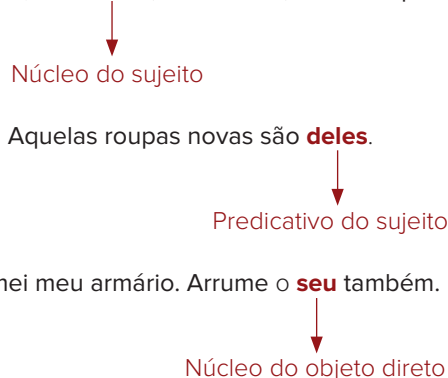 Núcleo do sujeito
Aquelas roupas novas são deles.
Predicativo do sujeito
meu armário. Arrume o seu também.
Núcleo do objeto direto